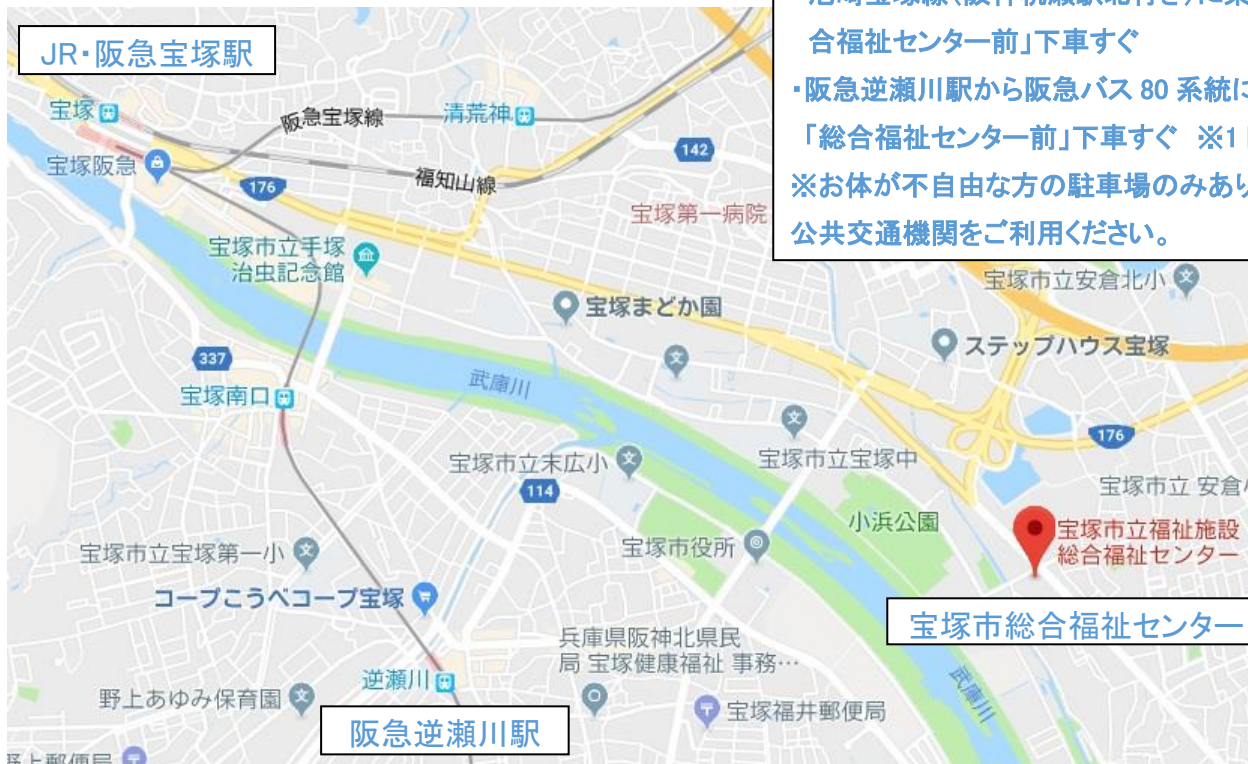 合福祉センター前」下車すぐ
・阪急逆瀬川駅から阪急バス 80 系統に
「総合福祉センター前」下車すぐ ※1
※お体が不自由な方の駐車場のみあり
公共交通機関をご利用ください。
JR・阪急宝塚駅
宝塚
阪急宝塚線
清荒神
142
宝塚阪急
福知山線
176
宝塚第一病院
宝塚市立手塚
治虫記念館
宝塚市立安倉北小
宝塚まどか園
ステップハウス宝塚
337
武庫川
宝塚南口
176
宝塚市立末広小
宝塚市立宝塚中
114
宝塚市立 安倉
小浜公園
宝塚市立福祉施設
総合福祉センター
宝塚市役所
宝塚市立宝塚第一小
コープこうべコープ宝塚
宝塚市総合福祉センター
兵庫県阪神北県民
局 宝塚健康福祉 事務…
逆瀬川
武庫川
野上あゆみ保育園
宝塚福井郵便局
阪急逆瀬川駅